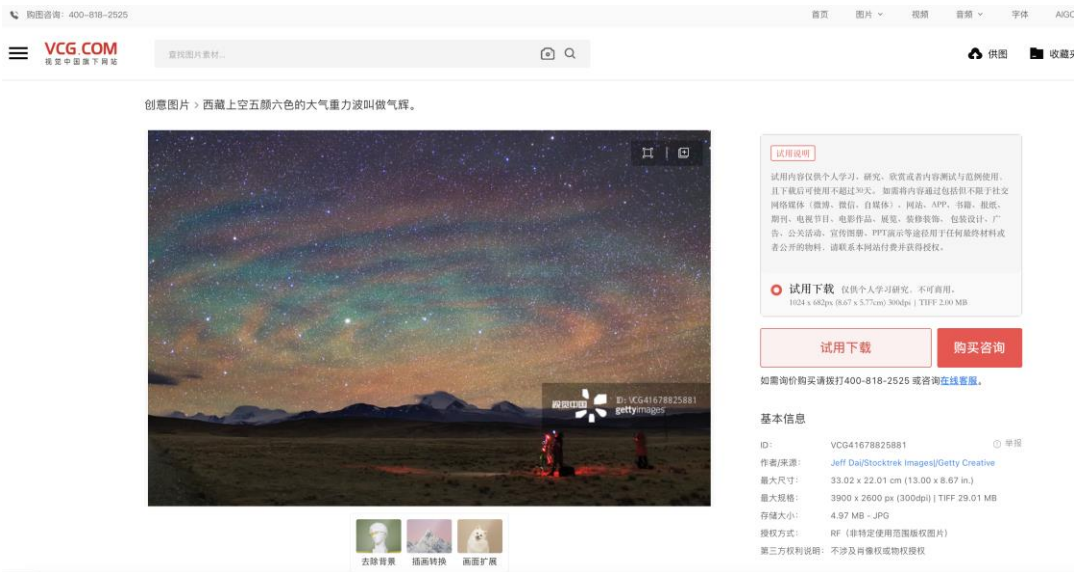 购图咨询: 400-818-2525
首页 图片 视频 音频 字体 AIGC
VCG.COM
视觉中国旗下网站
查找图片素材...
供图 收藏夹
创意图片 > 西藏上空五颜六色的大气重力波叫做气辉。
试用说明
试用内容仅供个人学习、研究、欣赏或者内容测试与范例使用,
且下载后可使用不超过30天。如需将内容通过包括但不限于社交
网络媒体（微博、微信、自媒体）、网站、APP、书籍、报纸、
期刊、电视节目、电影作品、展览、装修装饰、包装设计、广
告、公关活动、宣传图册、PPT演示等途径用于任何最终材料或
者公开的物料，请联系本网站付费并获得授权。
试用下载 仅供个人学习研究，不可商用。
1024 x 682px (8.67 x 5.77cm) 300dpi | TIFF 2.00 MB
试用下载 购买咨询
如需询价购买请拨打400-818-2525 或咨询在线客服。
视觉中国 ID: VCG41678825881
gettyimages
基本信息
ID: VCG41678825881 举报
作者/来源: Jeff Dai/Stocktrek Images|/Getty Creative
最大尺寸: 33.02 x 22.01 cm (13.00 x 8.67 in.)
最大规格: 3900 x 2600 px (300dpi) | TIFF 29.01 MB
存储大小: 4.97 MB - JPG
授权方式: RF（非特定使用范围版权图片）
第三方权利说明: 不涉及肖像权或物权授权
去除背景 插画转换 画面扩展